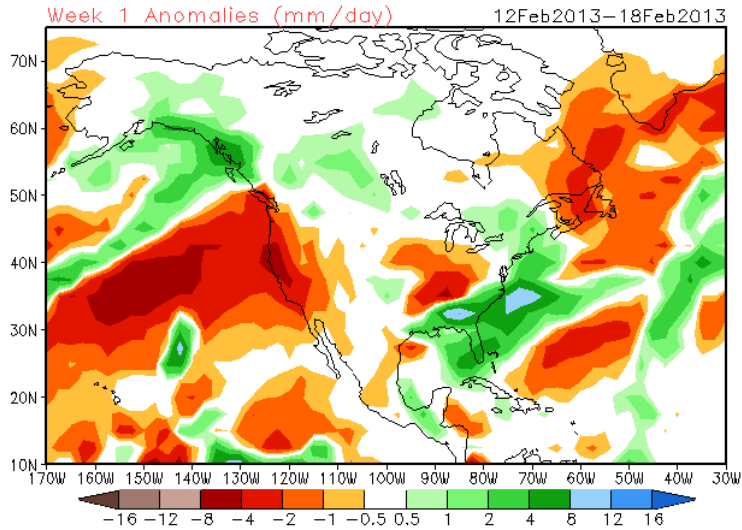 Week 1 Anomalies (mm/day) 12Feb2013-18Feb2013
70N
60N
50N
40N
30N
20N
10N
170W 160W 150W 140W 130W 120W 110W 100W 90W 80W 70W 60W 50W 40W 30W
-16 -12 -8 -4 -2 -1 -0.5 0.5 1 2 4 8 12 16